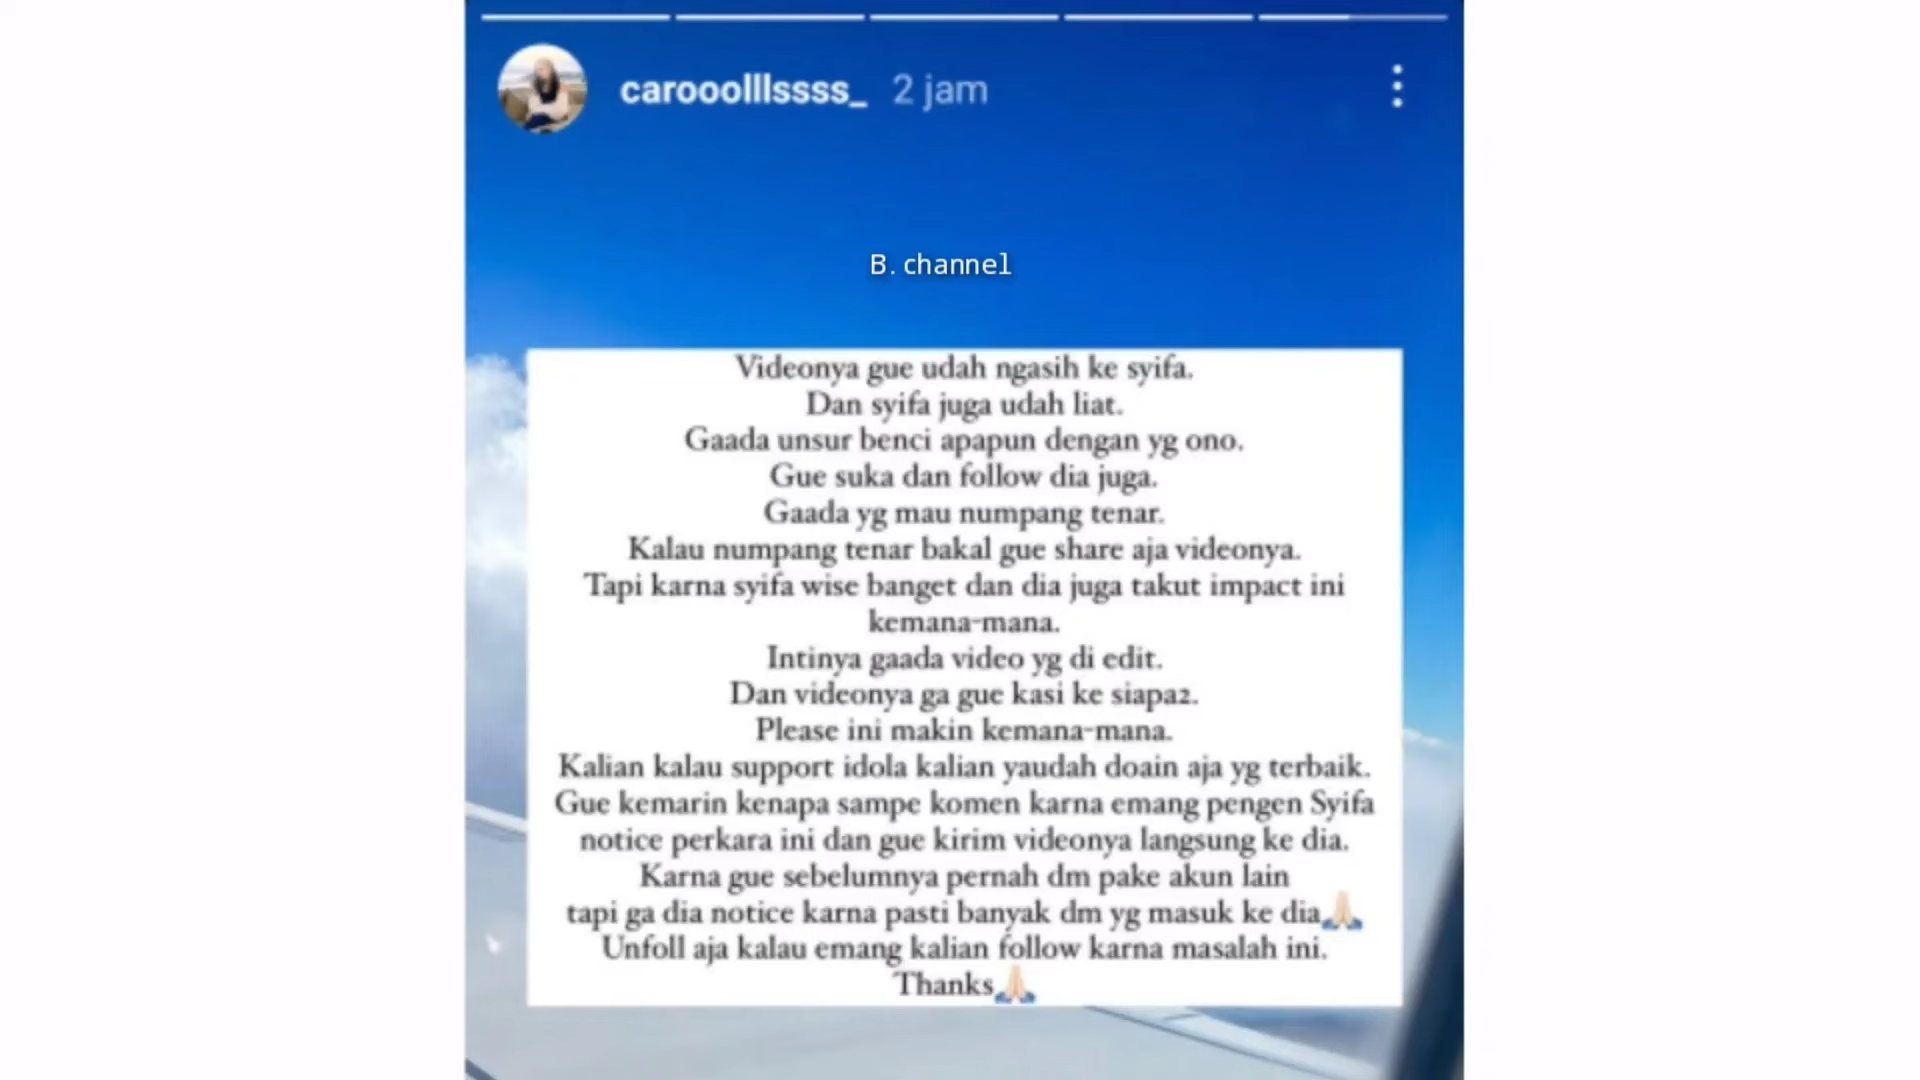 carooolllssss_ 2 jam
B.channel
Videonya gue udah ngasih ke syifa.
Dan syifa juga udah liat.
Gaada unsur benci apapun dengan yg ono.
Gue suka dan follow dia juga.
Gaada yg mau numpang tenar.
Kalau numpang tenar bakal gue share aja videonya.
Tapi karna syifa wise banget dan dia juga takut impact ini
kemana-mana.
Intinya gaada video yg di edit.
Dan videonya ga gue kasi ke siapa2.
Please ini makin kemana-mana.
Kalian kalau support idola kalian yaudah doain aja yg terbaik.
Gue kemarin kenapa sampe komen karna emang pengen Syifa
notice perkara ini dan gue kirim videonya langsung ke dia.
Karna gue sebelumnya pernah dm pake akun lain
tapi ga dia notice karna pasti banyak dm yg masuk ke dia🙏🏻
Unfoll aja kalau emang kalian follow karna masalah ini.
Thanks🙏🏻